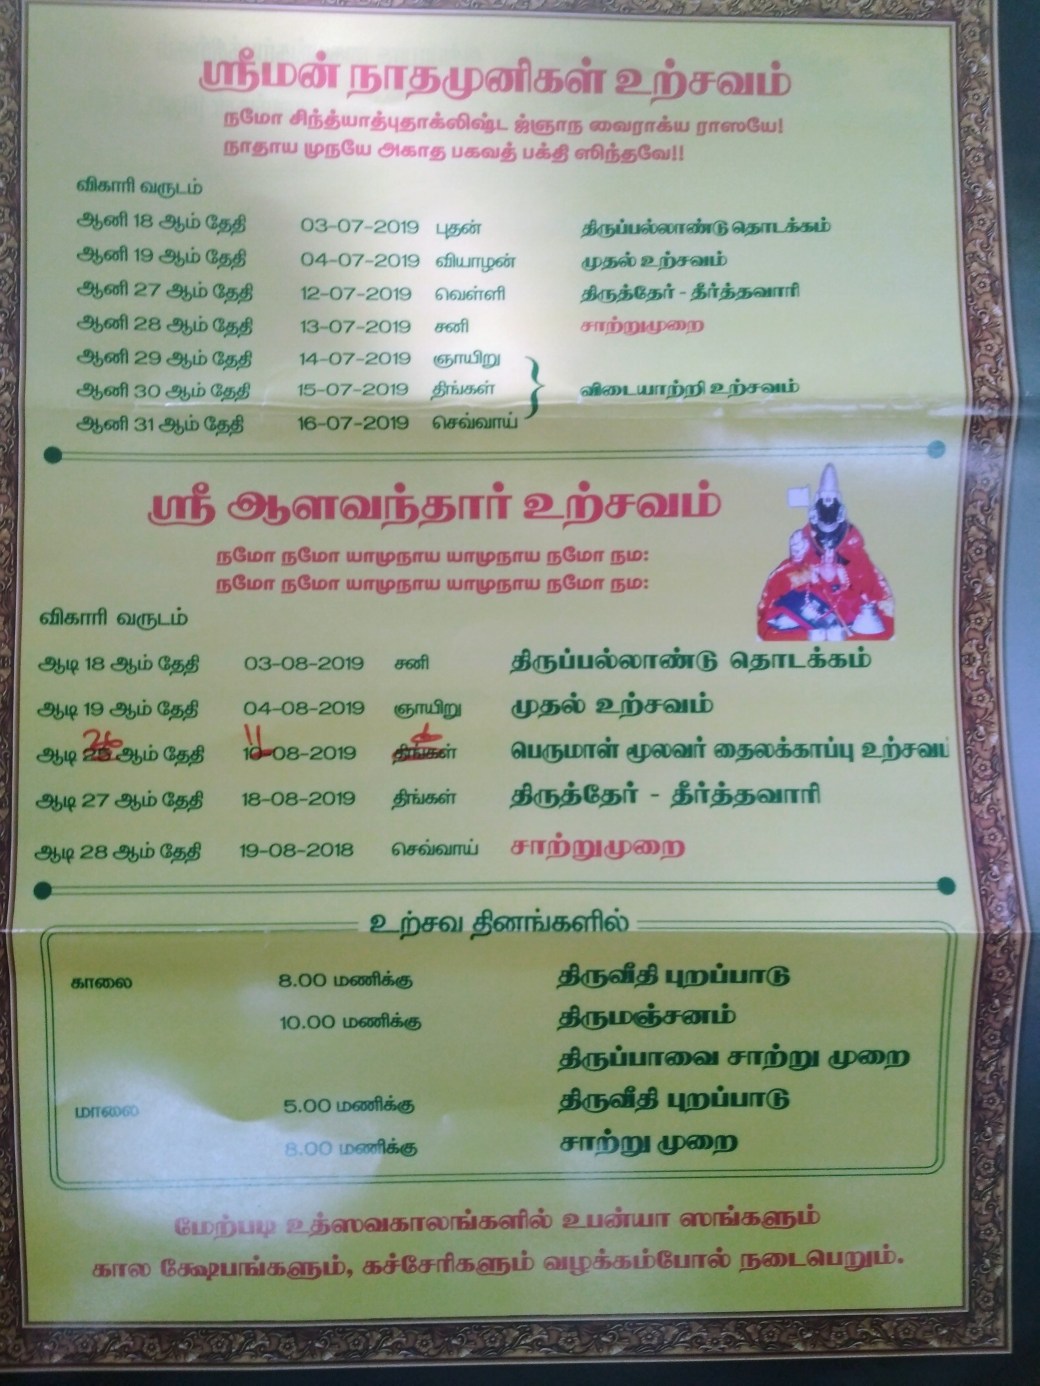 ஸ்ரீமன் நாதமுனிகள் உற்சவம்
நமோ சிந்த்யாத்புதாக்லிஷ்ட ஜ்ஞாந வைராக்ய ராஸயே!
நாதாய முநயே அகாத பகவத் பக்தி ஸிந்தவே!!
விகாரி வருடம்
ஆனி 18 ஆம் தேதி 03-07-2019 புதன் திருப்பல்லாண்டு தொடக்கம்
ஆனி 19 ஆம் தேதி 04-07-2019 வியாழன் முதல் உற்சவம்
ஆனி 27 ஆம் தேதி 12-07-2019 வெள்ளி திருத்தேர் - தீர்த்தவாரி
ஆனி 28 ஆம் தேதி 13-07-2019 சனி சாற்றுமுறை
ஆனி 29 ஆம் தேதி 14-07-2019 ஞாயிறு
ஆனி 30 ஆம் தேதி 15-07-2019 திங்கள் விடையாற்றி உற்சவம்
ஆனி 31 ஆம் தேதி 16-07-2019 செவ்வாய்
ஸ்ரீ ஆளவந்தார் உற்சவம்
நமோ நமோ யாமுநாய யாமுநாய நமோ நம:
நமோ நமோ யாமுநாய யாமுநாய நமோ நம:
விகாரி வருடம்
ஆடி 18 ஆம் தேதி 03-08-2019 சனி திருப்பல்லாண்டு தொடக்கம்
ஆடி 19 ஆம் தேதி 04-08-2019 ஞாயிறு முதல் உற்சவம்
26 11
ஆடி 25 ஆம் தேதி 10-08-2019 திங்கள் பெருமாள் மூலவர் தைலக்காப்பு உற்சவம்
ஆடி 27 ஆம் தேதி 18-08-2019 திங்கள் திருத்தேர் - தீர்த்தவாரி
ஆடி 28 ஆம் தேதி 19-08-2018 செவ்வாய் சாற்றுமுறை
உற்சவ தினங்களில்
காலை 8.00 மணிக்கு திருவீதி புறப்பாடு
10.00 மணிக்கு திருமஞ்சனம்
திருப்பாவை சாற்று முறை
மாலை 5.00 மணிக்கு திருவீதி புறப்பாடு
8.00 மணிக்கு சாற்று முறை
மேற்படி உத்ஸவகாலங்களில் உபன்யா ஸங்களும்
கால க்ஷேபங்களும், கச்சேரிகளும் வழக்கம்போல் நடைபெறும்.